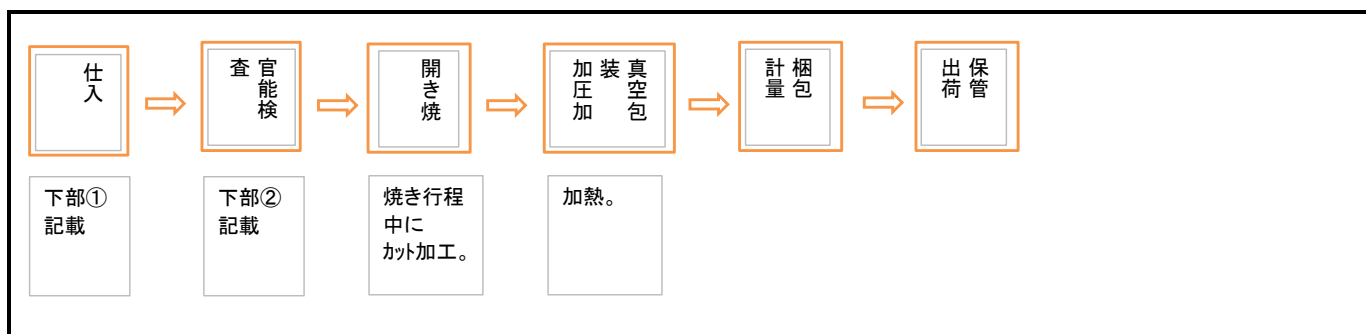 仕入
官能検
査
開き焼
真空包
装
加圧加
梱包
計量
保管
出荷
下部①
記載
下部②
記載
焼き行程
中に
ｶｯﾄ加工。
加熱。